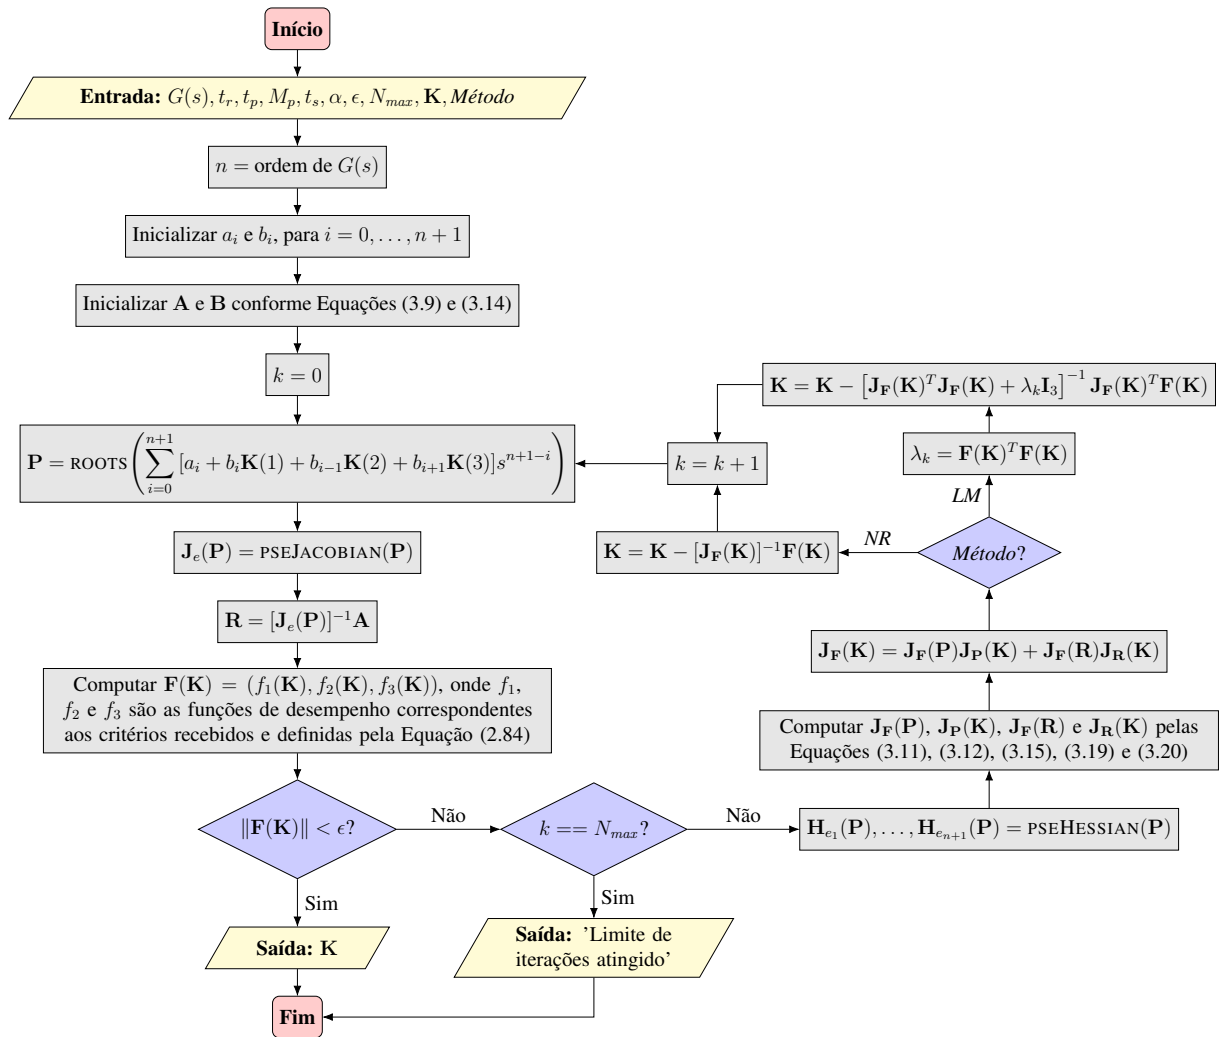 Início
Entrada: G(s), t_r, t_p, M_p, t_s, α, ϵ, N_{max}, K, Método
n = ordem de G(s)
Inicializar a_i e b_i, para i = 0, . . . , n + 1
Inicializar A e B conforme Equações (3.9) e (3.14)
k = 0
P = ROOTS(∑_{i=0}^{n+1} [a_i + b_iK(1) + b_{i−1}K(2) + b_{i+1}K(3)]s^{n+1−i})
J_e(P) = PSEJACOBIAN(P)
R = [J_e(P)]^{−1}A
Computar F(K) = (f_1(K), f_2(K), f_3(K)), onde f_1,
f_2 e f_3 são as funções de desempenho correspondentes
aos critérios recebidos e definidas pela Equação (2.84)
‖F(K)‖ < ϵ?
Não
Sim
Saída: K
Fim
k == N_{max}?
Não
Sim
Saída: 'Limite de
iterações atingido'
H_{e_1}(P), . . . , H_{e_{n+1}}(P) = PSEHESSIAN(P)
Computar J_F(P), J_P(K), J_F(R) e J_R(K) pelas
Equações (3.11), (3.12), (3.15), (3.19) e (3.20)
J_F(K) = J_F(P)J_P(K) + J_F(R)J_R(K)
Método?
NR
K = K − [J_F(K)]^{−1}F(K)
LM
λ_k = F(K)^T F(K)
K = K − [J_F(K)^T J_F(K) + λ_kI_3]^{−1} J_F(K)^T F(K)
k = k + 1